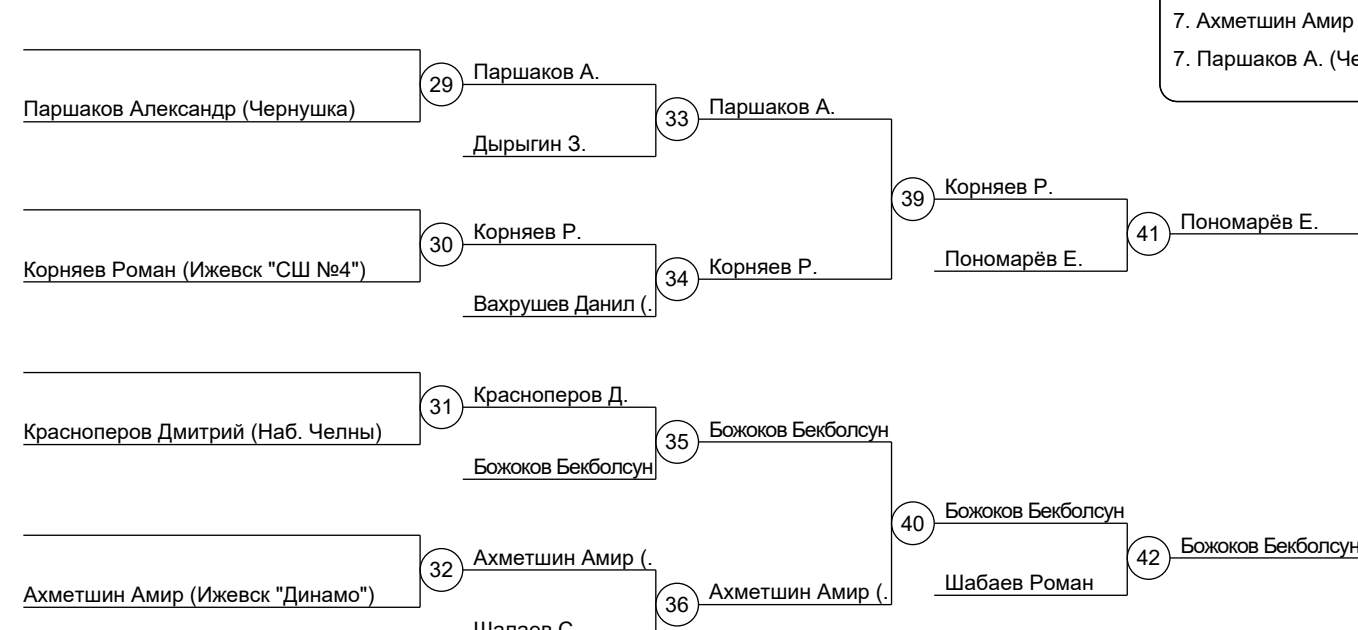 7. Ахметшин Амир
7. Паршаков А. (Че
29
Паршаков А.
Паршаков Александр (Чернушка)
33
Паршаков А.
Дырыгин З.
39
Корняев Р.
30
Корняев Р.
41
Пономарёв Е.
Корняев Роман (Ижевск "СШ №4")
34
Корняев Р.
Пономарёв Е.
Вахрушев Данил (.
31
Красноперов Д.
Красноперов Дмитрий (Наб. Челны)
35
Божоков Бекболсун
Божоков Бекболсун
40
Божоков Бекболсун
32
Ахметшин Амир (.
42
Божоков Бекболсун
Ахметшин Амир (Ижевск "Динамо")
36
Ахметшин Амир (.
Шабаев Роман